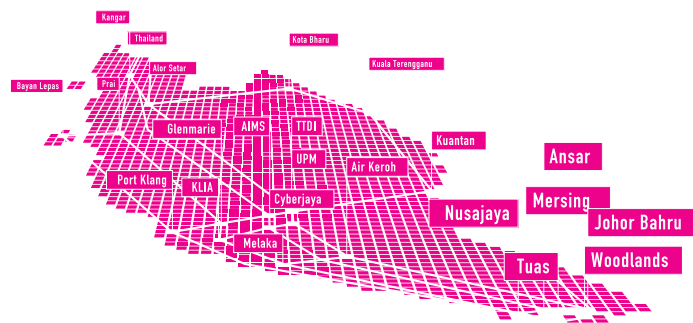 Kangar
Thailand
Kota Bharu
Alor Setar
Kuala Terengganu
Bayan Lepas
Prai
Glenmarie
AIMS
TTDI
Kuantan
UPM
Ansar
Air Keroh
Port Klang
KLIA
Cyberjaya
Mersing
Nusajaya
Johor Bahru
Melaka
Tuas
Woodlands